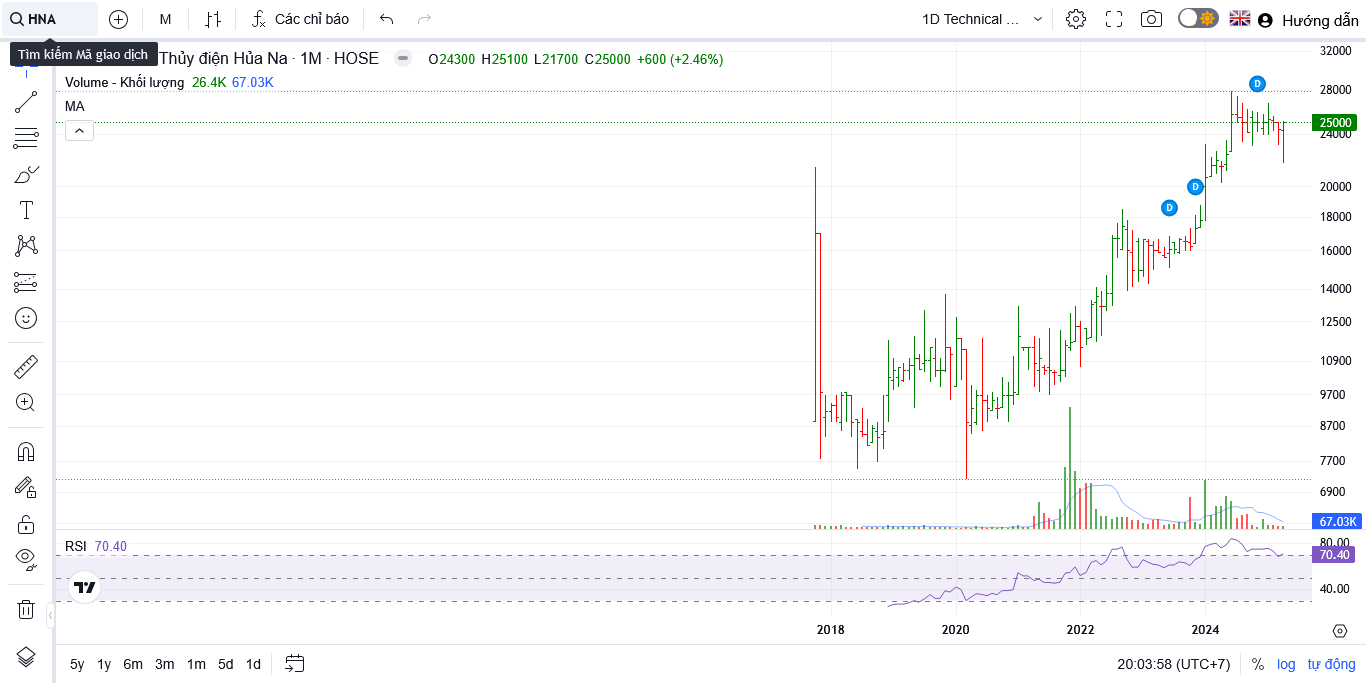 HNA
M
Các chỉ báo
1D Technical ...
Hướng dẫn
Tìm kiếm Mã giao dịch
Thủy điện Hủa Na · 1M · HOSE
O24300 H25100 L21700 C25000 +600 (+2.46%)
Volume - Khối lượng 26.4K 67.03K
MA
32000
28000
25000
24000
20000
18000
16000
14000
12500
10900
9700
8700
7700
6900
67.03K
D
D
D
RSI 70.40
80.00
70.40
40.00
2018 2020 2022 2024
5y 1y 6m 3m 1m 5d 1d
20:03:58 (UTC+7) % log tự động